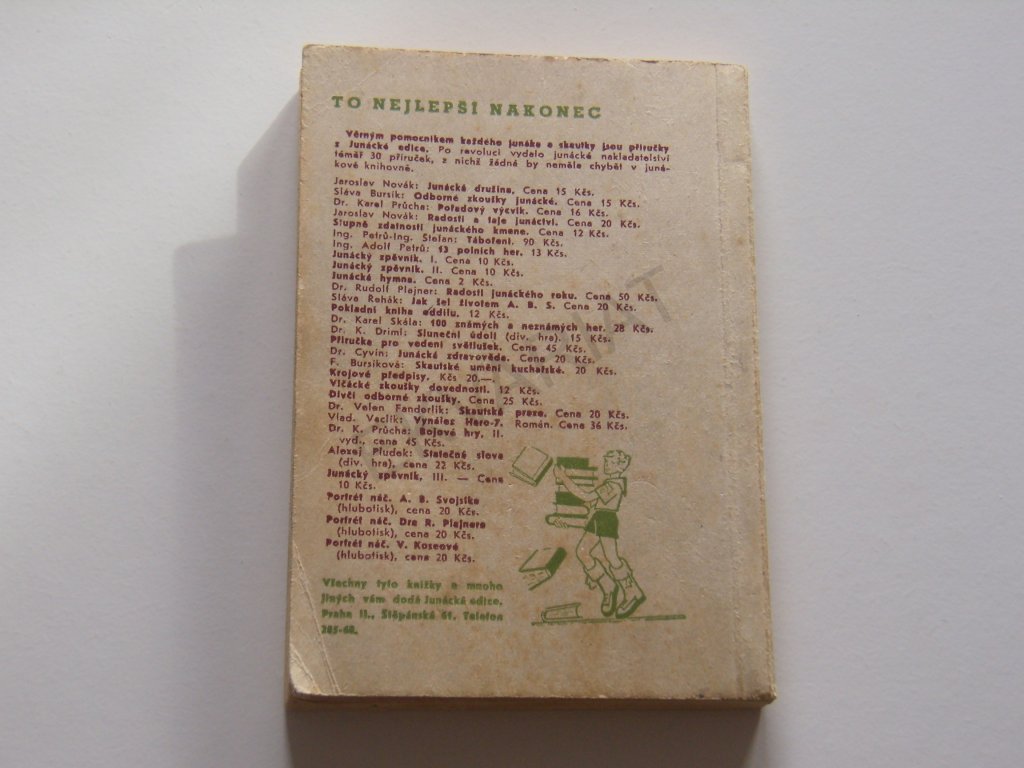 TO NEJLEPŠÍ NAKONEC
Věrným pomocníkem každého junáka a skautky jsou příručky
z Junácké edice. Po revoluci vydalo junácké nakladatelství
téměř 30 příruček, z nichž žádná by neměla chybět v juná-
kově knihovně.
Jaroslav Novák: Junácká družina. Cena 15 Kčs.
Sláva Bursík: Odborné zkoušky junácké. Cena 15 Kčs.
Dr. Karel Průcha: Pořadový výcvik. Cena 16 Kčs.
Jaroslav Novák: Radosti a taje junáctví. Cena 20 Kčs.
Stupně zdatnosti junáckého kmene. Cena 12 Kčs.
Ing. Petrů-Ing. Štefan: Táboření. 90 Kčs.
Ing. Adolf Petrů: 13 polních her. 13 Kčs.
Junácký zpěvník. I. Cena 10 Kčs.
Junácký zpěvník. II. Cena 10 Kčs.
Junácká hymna. Cena 2 Kčs.
Dr. Rudolf Plajner: Radosti junáckého roku. Cena 50 Kčs.
Sláva Řehák: Jak šel životem A. B. S. Cena 20 Kčs.
Pokladní kniha oddílu. 12 Kčs.
Dr. Karel Skála: 100 známých a neznámých her. 28 Kčs.
Dr. K. Driml: Sluneční údolí (div. hra). 15 Kčs.
Příručka pro vedení světlušek. Cena 45 Kčs.
Dr. Cyvín: Junácká zdravověda. Cena 20 Kčs.
F. Bursíková: Skautské umění kuchařské. 20 Kčs.
Krojové předpisy. Kčs 20,—.
Vlčácké zkoušky dovednosti. 12 Kčs.
Dívčí odborné zkoušky. Cena 25 Kčs.
Dr. Velen Fanderlik: Skautská praxe. Cena 20 Kčs.
Vlad. Vaclík: Vynález Hero-7. Román. Cena 36 Kčs.
Dr. K. Průcha: Bojové hry, II.
vyd., cena 45 Kčs.
Alexej Pludek: Statečná slova
(div. hra), cena 22 Kčs.
Junácký zpěvník, III. — Cena
10 Kčs.
Portrét náč. A. B. Svojsíka
(hlubotisk), cena 20 Kčs.
Portrét náč. Dra R. Plajnera
(hlubotisk), cena 20 Kčs.
Portrét náč. V. Koseové
(hlubotisk), cena 20 Kčs.
Všechny tyto knížky a mnoho
jiných vám dodá Junácká edice,
Praha II., Štěpánská 61. Telefon